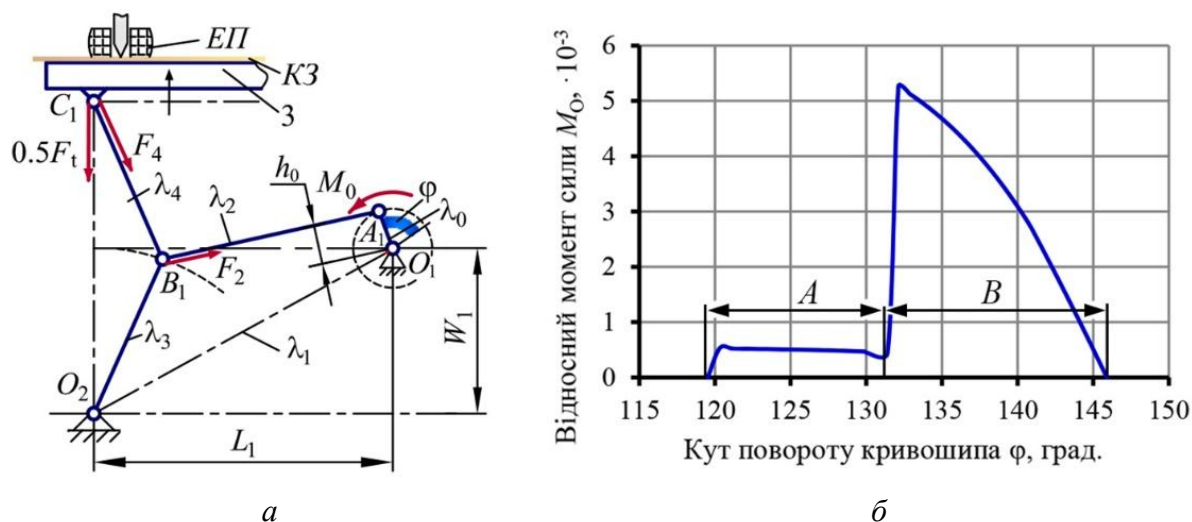 ЕП
КЗ
3
C₁
0.5Fₜ
F₄
λ₄
h₀
M₀
φ
λ₂
λ₀
A₁
O₁
F₂
B₁
λ₃
W₁
λ₁
O₂
L₁
а
Відносний момент сили M₀, ·10⁻³
6
5
4
3
2
1
0
A
B
115 120 125 130 135 140 145 150
Кут повороту кривошипа φ, град.
б